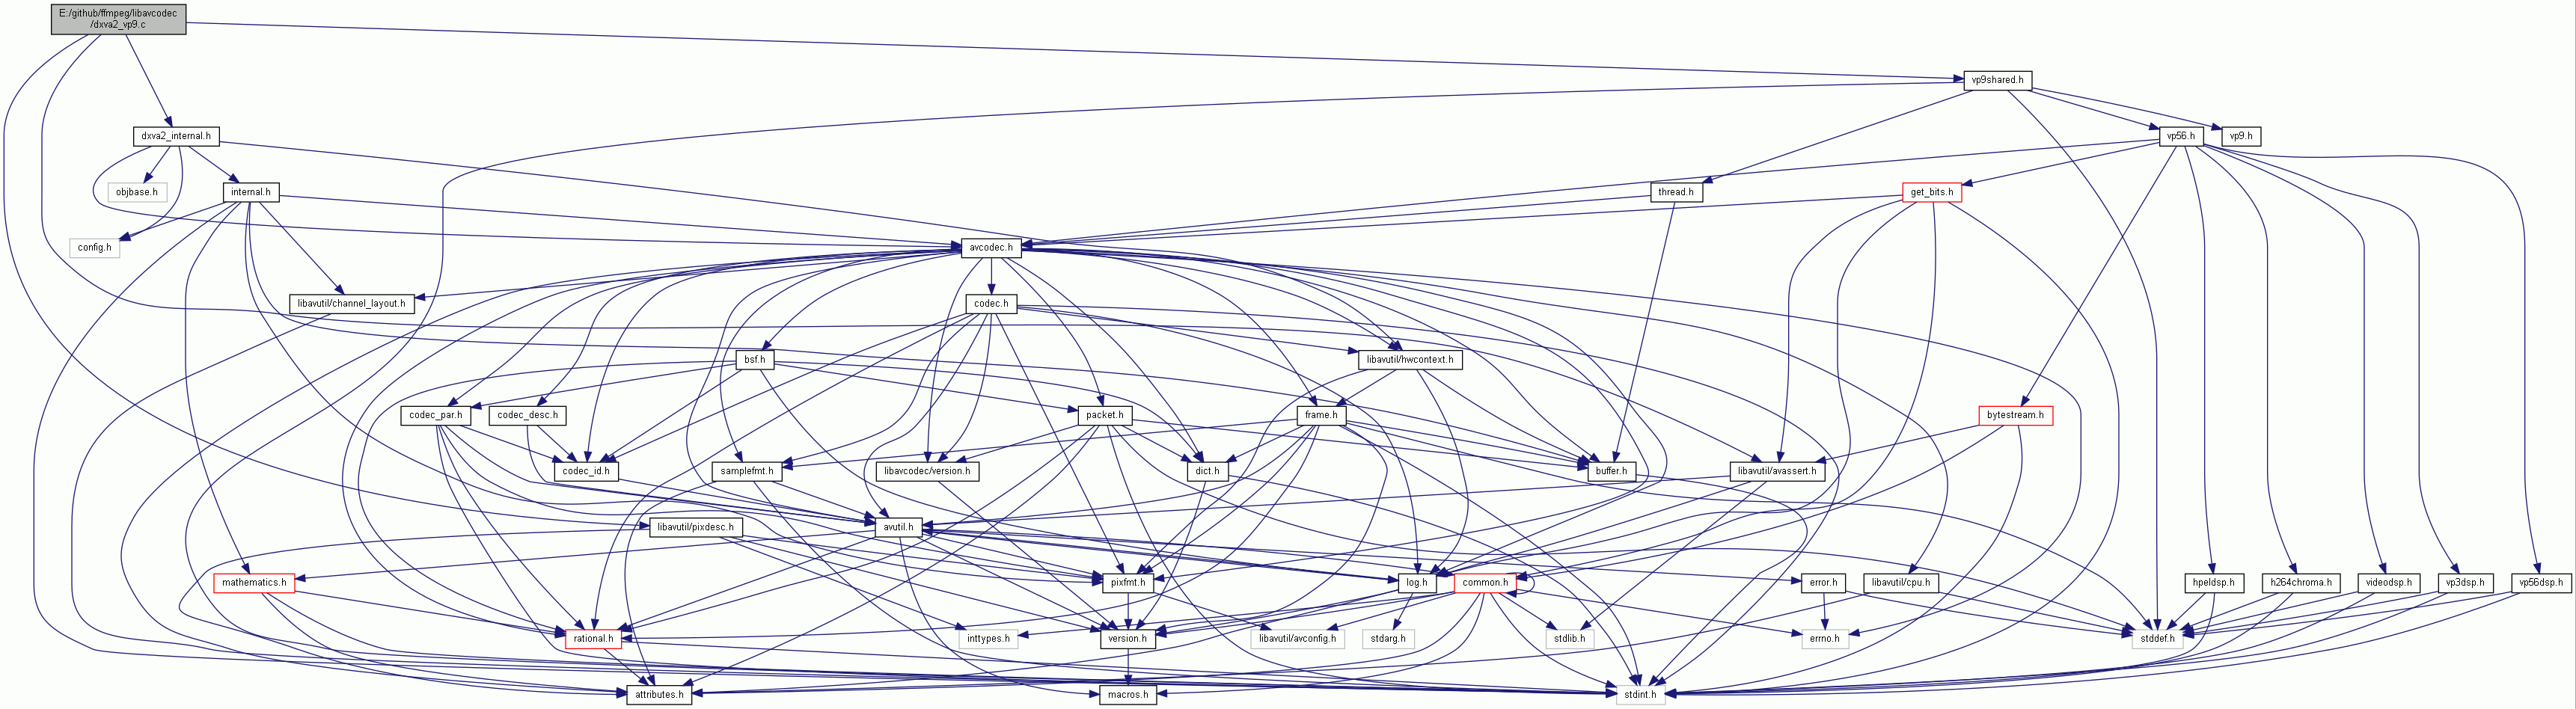 E:/github/ffmpeg/libavcodec
/dxva2_vp9.c
vp9shared.h
dxva2_internal.h
vp56.h
vp9.h
objbase.h
internal.h
thread.h
get_bits.h
config.h
avcodec.h
libavutil/channel_layout.h
codec.h
bsf.h
libavutil/hwcontext.h
codec_par.h
codec_desc.h
packet.h
frame.h
bytestream.h
codec_id.h
samplefmt.h
libavcodec/version.h
dict.h
buffer.h
libavutil/avassert.h
libavutil/pixdesc.h
avutil.h
mathematics.h
pixfmt.h
log.h
common.h
error.h
libavutil/cpu.h
hpeldsp.h
h264chroma.h
videodsp.h
vp3dsp.h
vp56dsp.h
rational.h
inttypes.h
version.h
libavutil/avconfig.h
stdarg.h
stdlib.h
errno.h
stddef.h
attributes.h
macros.h
stdint.h